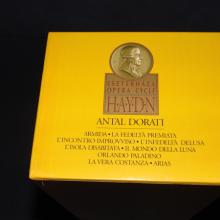 ESZTERHÁZA
OPERA CYCLE
HAYDN
ANTAL DORATI
ARMIDA • LA FEDELTÀ PREMIATA
L'INCONTRO IMPROVVISO • L'INFEDELTÀ DELUSA
L'ISOLA DISABITATA • IL MONDO DELLA LUNA
ORLANDO PALADINO
LA VERA COSTANZA • ARIAS